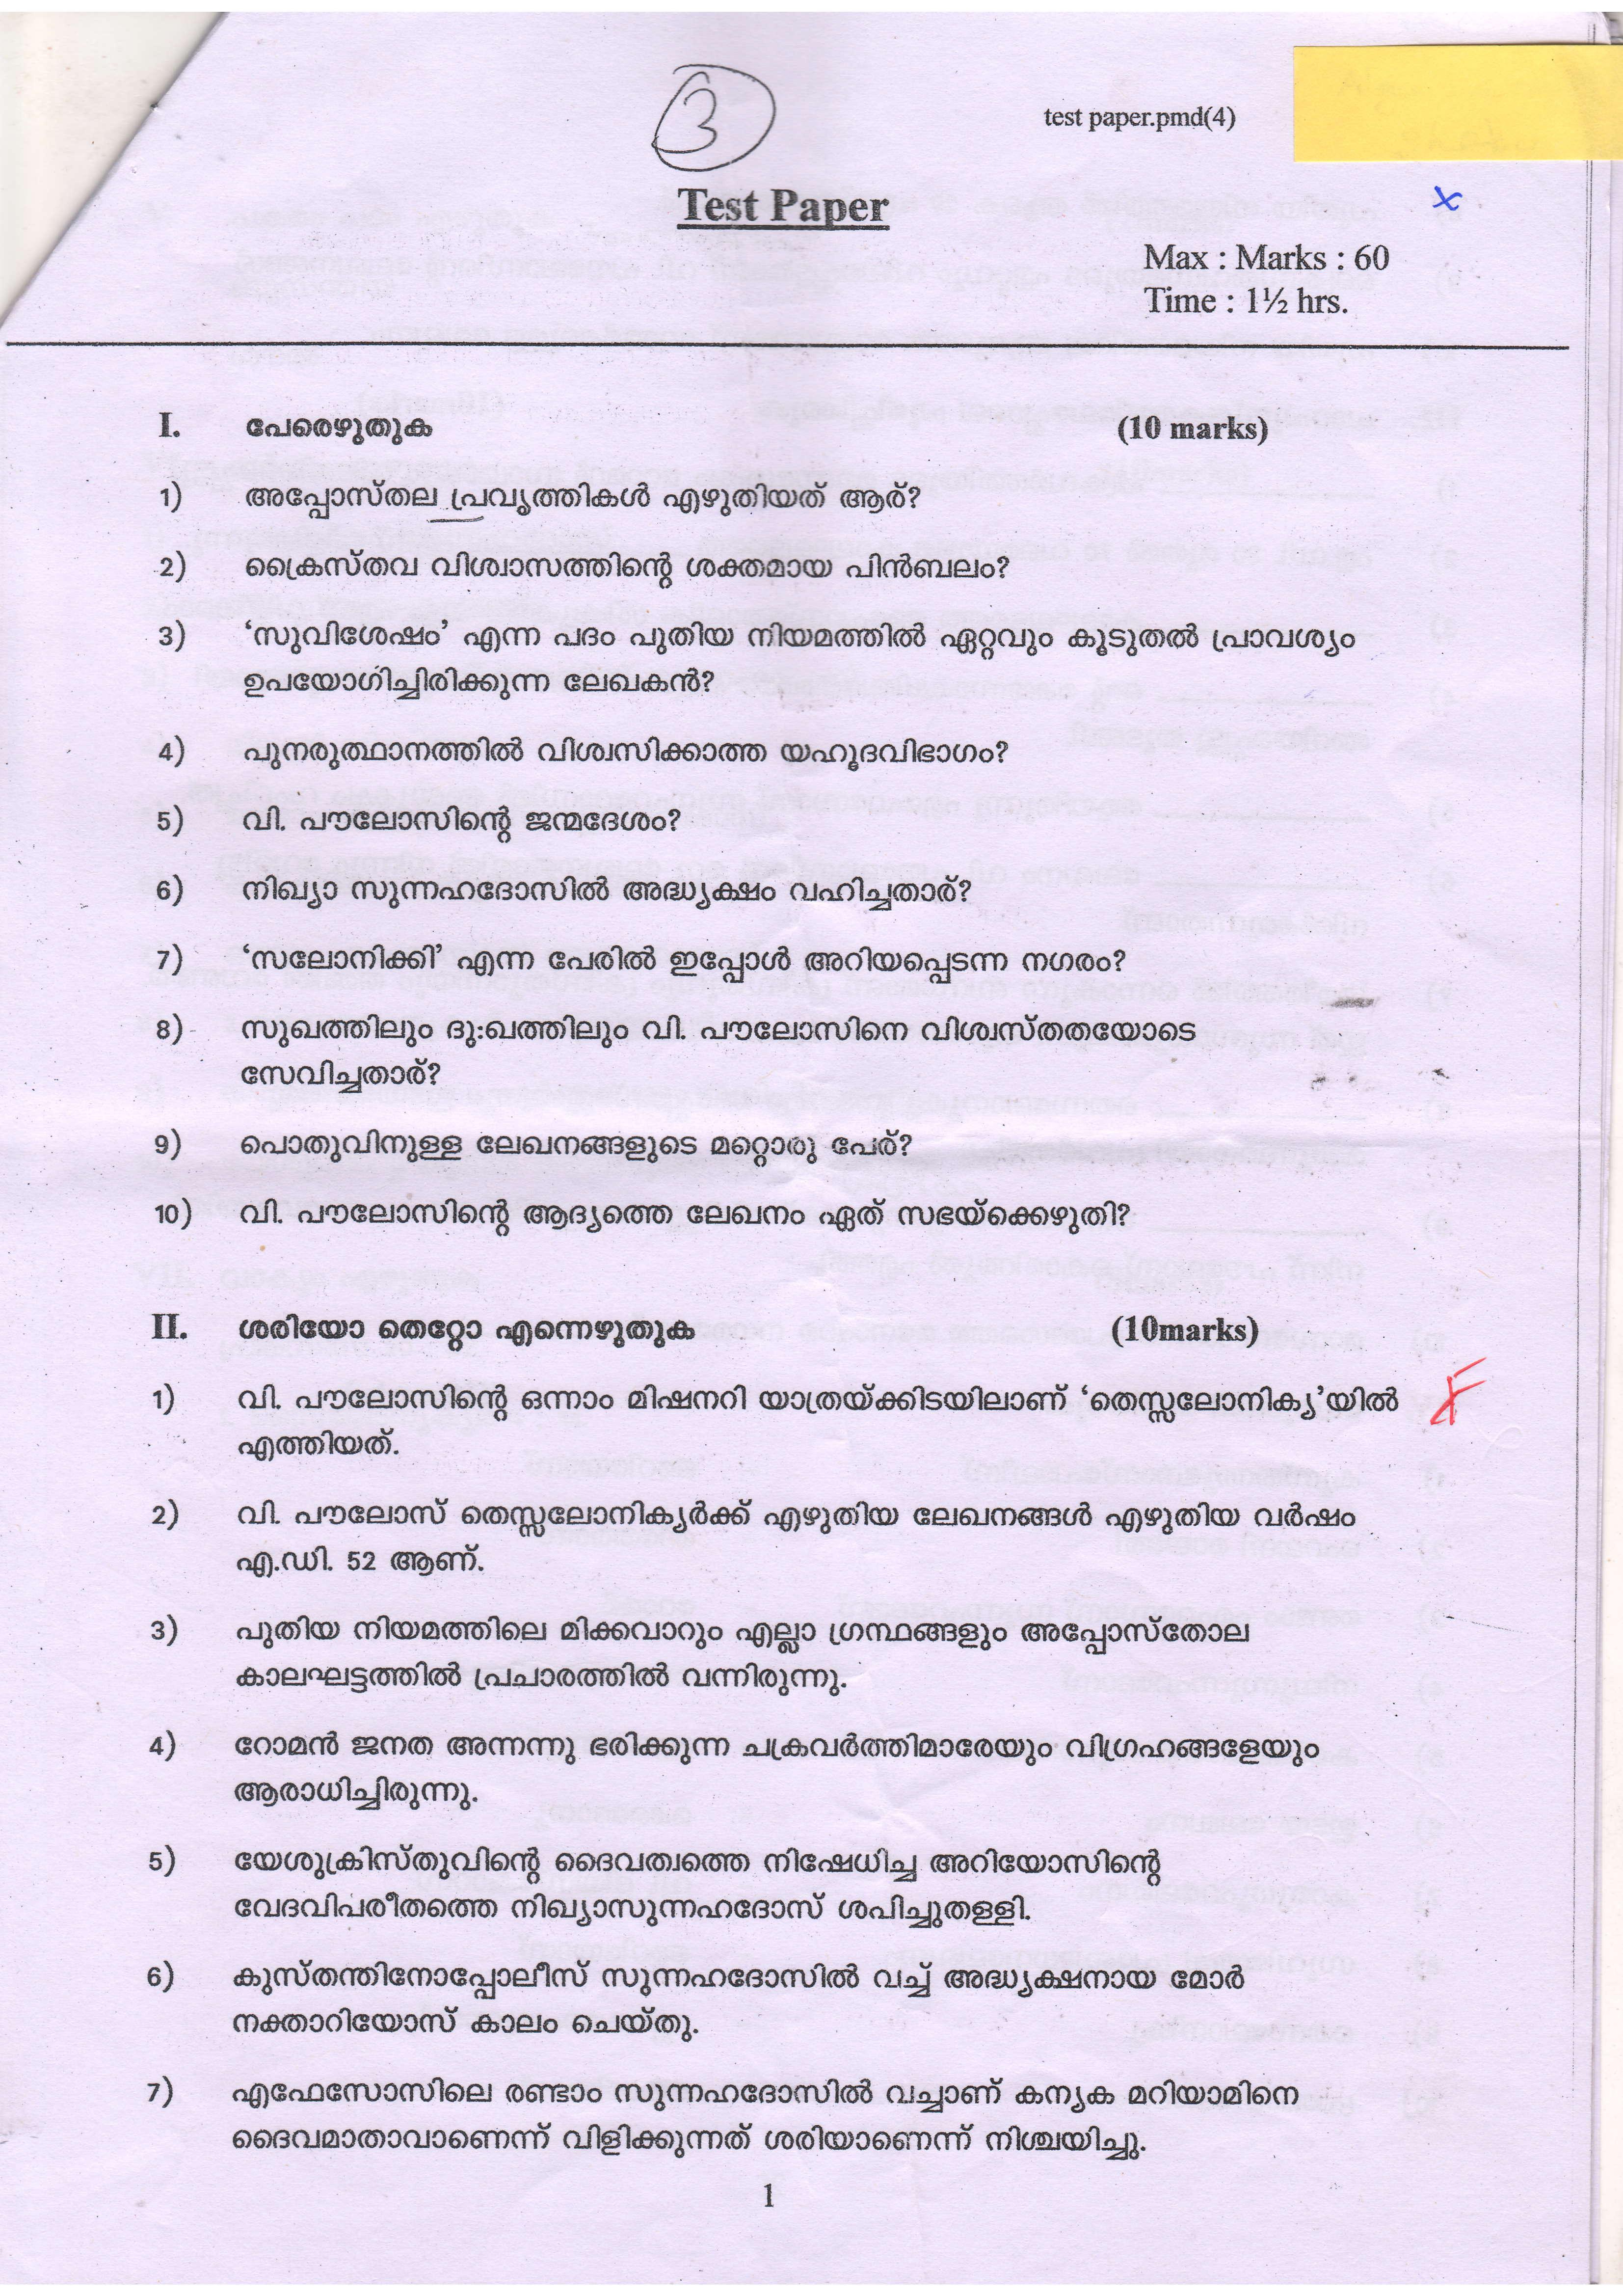 3
test paper.pmd(4)
Test Paper
x
Max : Marks : 60
Time : 1½ hrs.
I. പേരെഴുതുക (10 marks)
1) അപ്പോസ്തല പ്രവൃത്തികൾ എഴുതിയത് ആര്?
2) ക്രൈസ്തവ വിശ്വാസത്തിന്റെ ശക്തമായ പിൻബലം?
3) ‘സുവിശേഷം’ എന്ന പദം പുതിയ നിയമത്തിൽ ഏറ്റവും കൂടുതൽ പ്രാവശ്യം
ഉപയോഗിച്ചിരിക്കുന്ന ലേഖകൻ?
4) പുനരുത്ഥാനത്തിൽ വിശ്വസിക്കാത്ത യഹൂദവിഭാഗം?
5) വി. പൗലോസിന്റെ ജന്മദേശം?
6) നിഖ്യാ സുന്നഹദോസിൽ അദ്ധ്യക്ഷം വഹിച്ചതാര്?
7) ‘സലോനിക്കി’ എന്ന പേരിൽ ഇപ്പോൾ അറിയപ്പെടന്ന നഗരം?
8) സുഖത്തിലും ദു:ഖത്തിലും വി. പൗലോസിനെ വിശ്വസ്തതയോടെ
സേവിച്ചതാര്?
9) പൊതുവിനുള്ള ലേഖനങ്ങളുടെ മറ്റൊരു പേര്?
10) വി. പൗലോസിന്റെ ആദ്യത്തെ ലേഖനം ഏത് സഭയ്ക്കെഴുതി?
II. ശരിയോ തെറ്റോ എന്നെഴുതുക (10marks)
1) വി. പൗലോസിന്റെ ഒന്നാം മിഷനറി യാത്രയ്ക്കിടയിലാണ് ‘തെസ്സലോനിക്യ’യിൽ
എത്തിയത്.
2) വി. പൗലോസ് തെസ്സലോനിക്യർക്ക് എഴുതിയ ലേഖനങ്ങൾ എഴുതിയ വർഷം
എ.ഡി. 52 ആണ്.
3) പുതിയ നിയമത്തിലെ മിക്കവാറും എല്ലാ ഗ്രന്ഥങ്ങളും അപ്പോസ്തോല
കാലഘട്ടത്തിൽ പ്രചാരത്തിൽ വന്നിരുന്നു.
4) റോമൻ ജനത അന്നന്നു ഭരിക്കുന്ന ചക്രവർത്തിമാരേയും വിഗ്രഹങ്ങളേയും
ആരാധിച്ചിരുന്നു.
5) യേശുക്രിസ്തുവിന്റെ ദൈവത്വത്തെ നിഷേധിച്ച അറിയോസിന്റെ
വേദവിപരീതത്തെ നിഖ്യാസുന്നഹദോസ് ശപിച്ചുതള്ളി.
6) കുസ്തന്തിനോപ്പോലീസ് സുന്നഹദോസിൽ വച്ച് അദ്ധ്യക്ഷനായ മോർ
നക്താറിയോസ് കാലം ചെയ്തു.
7) എഫേസോസിലെ രണ്ടാം സുന്നഹദോസിൽ വച്ചാണ് കന്യക മറിയാമിനെ
ദൈവമാതാവാണെന്ന് വിളിക്കുന്നത് ശരിയാണെന്ന് നിശ്ചയിച്ചു.
1